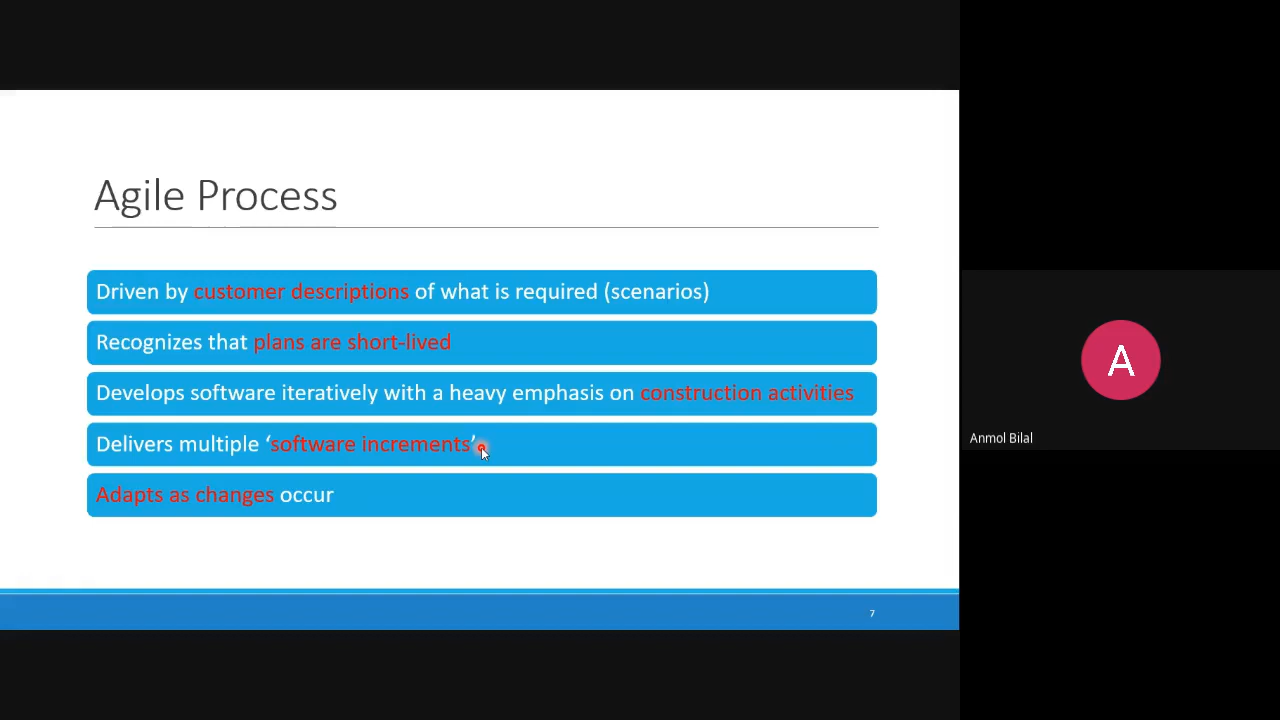 Agile Process
Driven by customer descriptions of what is required (scenarios)
Recognizes that plans are short-lived
Develops software iteratively with a heavy emphasis on construction activities
Delivers multiple ‘software increments’
Adapts as changes occur
7
A
Anmol Bilal